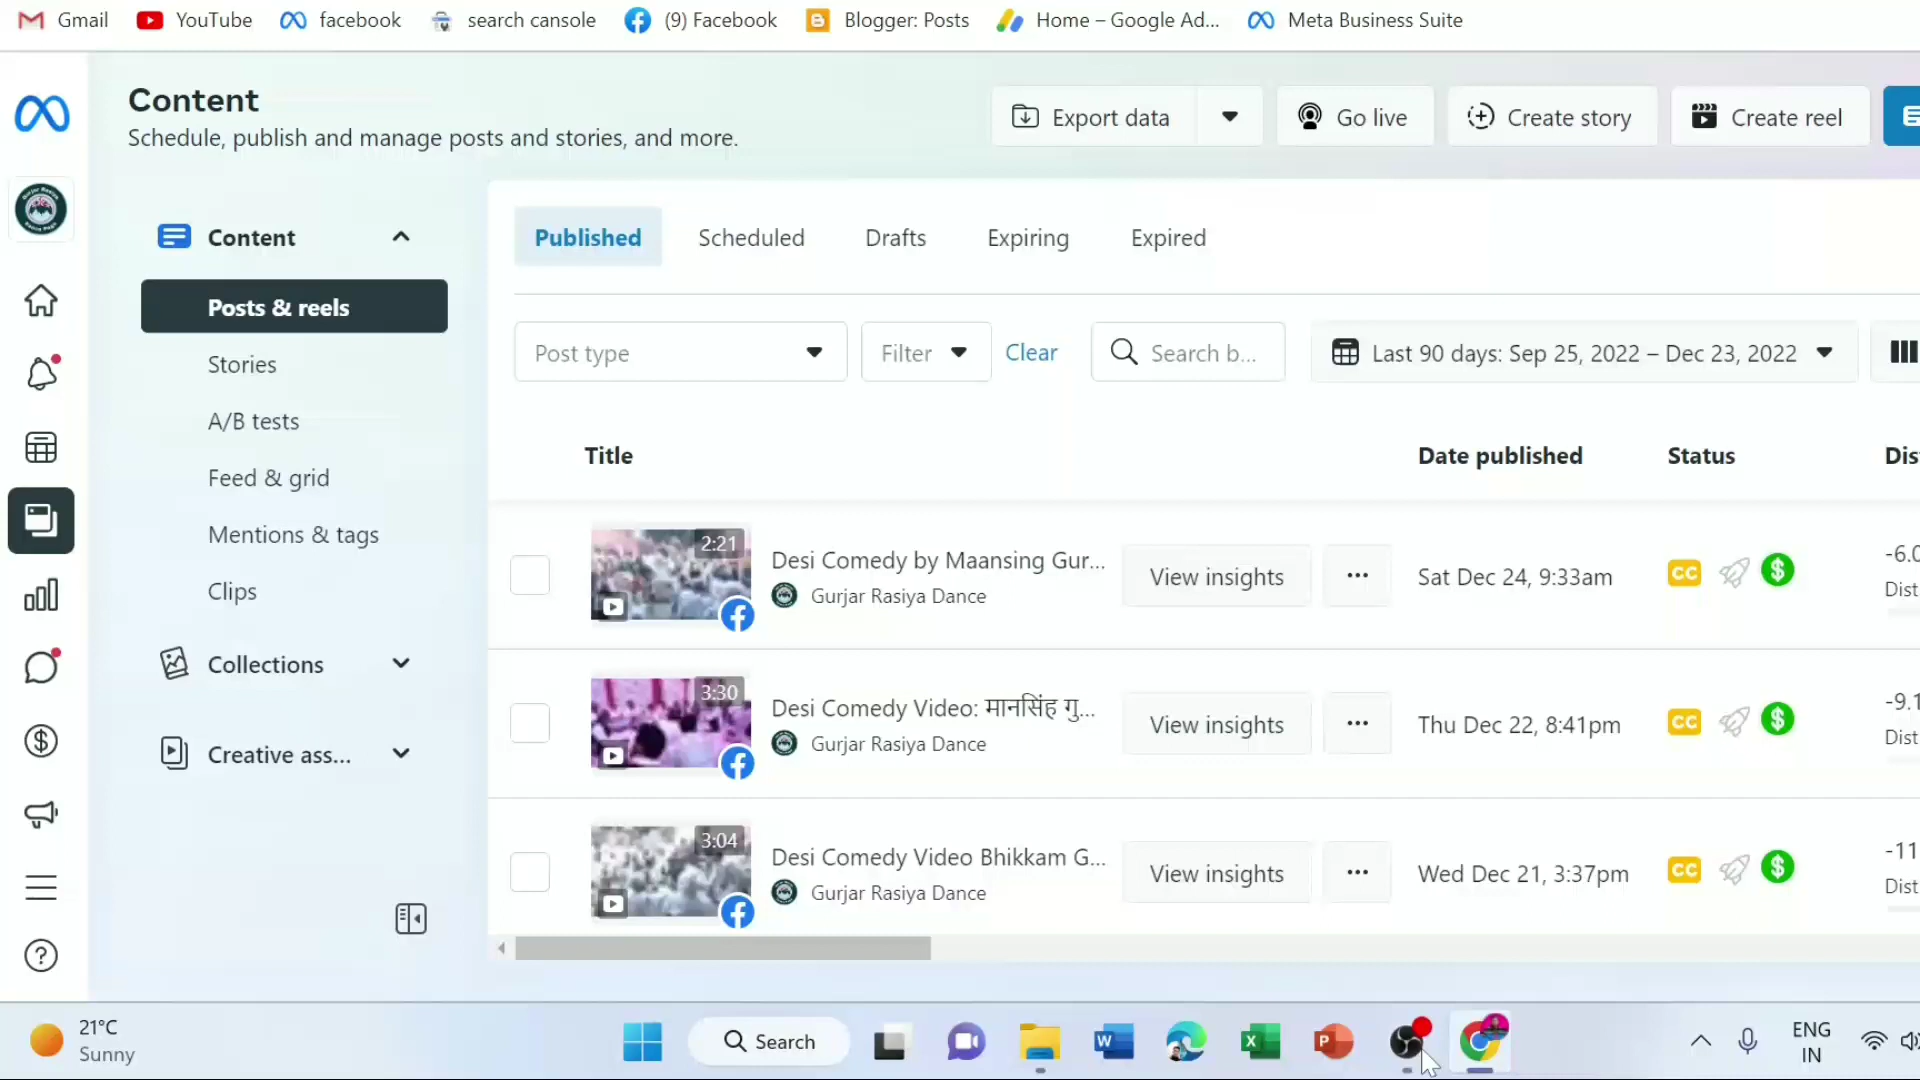 Gmail YouTube facebook search cansole (9) Facebook Blogger: Posts Home – Google Ad... Meta Business Suite
Content
Schedule, publish and manage posts and stories, and more.
Export data Go live Create story Create reel
Content
Posts & reels
Stories
A/B tests
Feed & grid
Mentions & tags
Clips
Collections
Creative ass...
Published Scheduled Drafts Expiring Expired
Post type Filter Clear Search b... Last 90 days: Sep 25, 2022 – Dec 23, 2022
Title Date published Status Dis
2:21
Desi Comedy by Maansing Gur...
Gurjar Rasiya Dance
View insights ... Sat Dec 24, 9:33am CC $ -6.0
Dist
3:30
Desi Comedy Video: मानसिंह गु...
Gurjar Rasiya Dance
View insights ... Thu Dec 22, 8:41pm CC $ -9.1
Dist
3:04
Desi Comedy Video Bhikkam G...
Gurjar Rasiya Dance
View insights ... Wed Dec 21, 3:37pm CC $ -11
Dist
21°C
Sunny
Search
ENG
IN